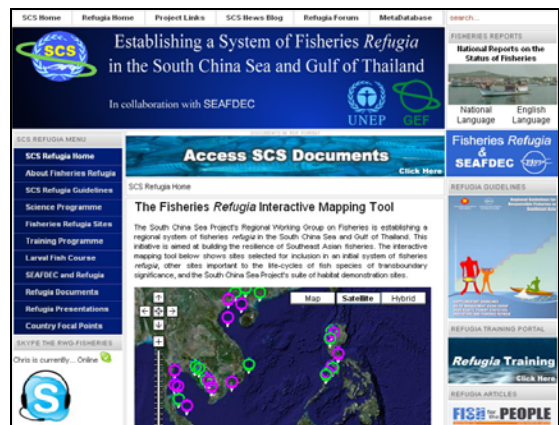 SCS Home
Refugia Home
Project Links
SCS News Blog
Refugia Forum
MetaDatabase
search...
SCS
Establishing a System of Fisheries Refugia
in the South China Sea and Gulf of Thailand
In collaboration with SEAFDEC
UNEP
GEF
FISHERIES REPORTS
National Reports on the
Status of Fisheries
National
Language
English
Language
Fisheries Refugia
&
SEAFDEC
SCS REFUGIA MENU
SCS Refugia Home
About Fisheries Refugia
SCS Refugia Guidelines
Science Programme
Fisheries Refugia Sites
Training Programme
Larval Fish Course
SEAFDEC and Refugia
Refugia Documents
Refugia Presentations
Country Focal Points
SKYPE THE RWG-FISHERIES
Chris is currently... Online
Access SCS Documents
Click Here
SCS Refugia Home
The Fisheries Refugia Interactive Mapping Tool
The South China Sea Project's Regional Working Group on Fisheries is establishing a
regional system of fisheries refugia in the South China Sea and Gulf of Thailand. This
initiative is aimed at building the resilience of Southeast Asian fisheries. The interactive
mapping tool below shows sites selected for inclusion in an initial system of fisheries
refugia, other sites important to the life-cycles of fish species of transboundary
significance, and the South China Sea Project's suite of habitat demonstration sites.
Map
Satellite
Hybrid
REFUGIA GUIDELINES
REFUGIA TRAINING PORTAL
Refugia Training
Click Here
REFUGIA ARTICLES
FISH for the PEOPLE